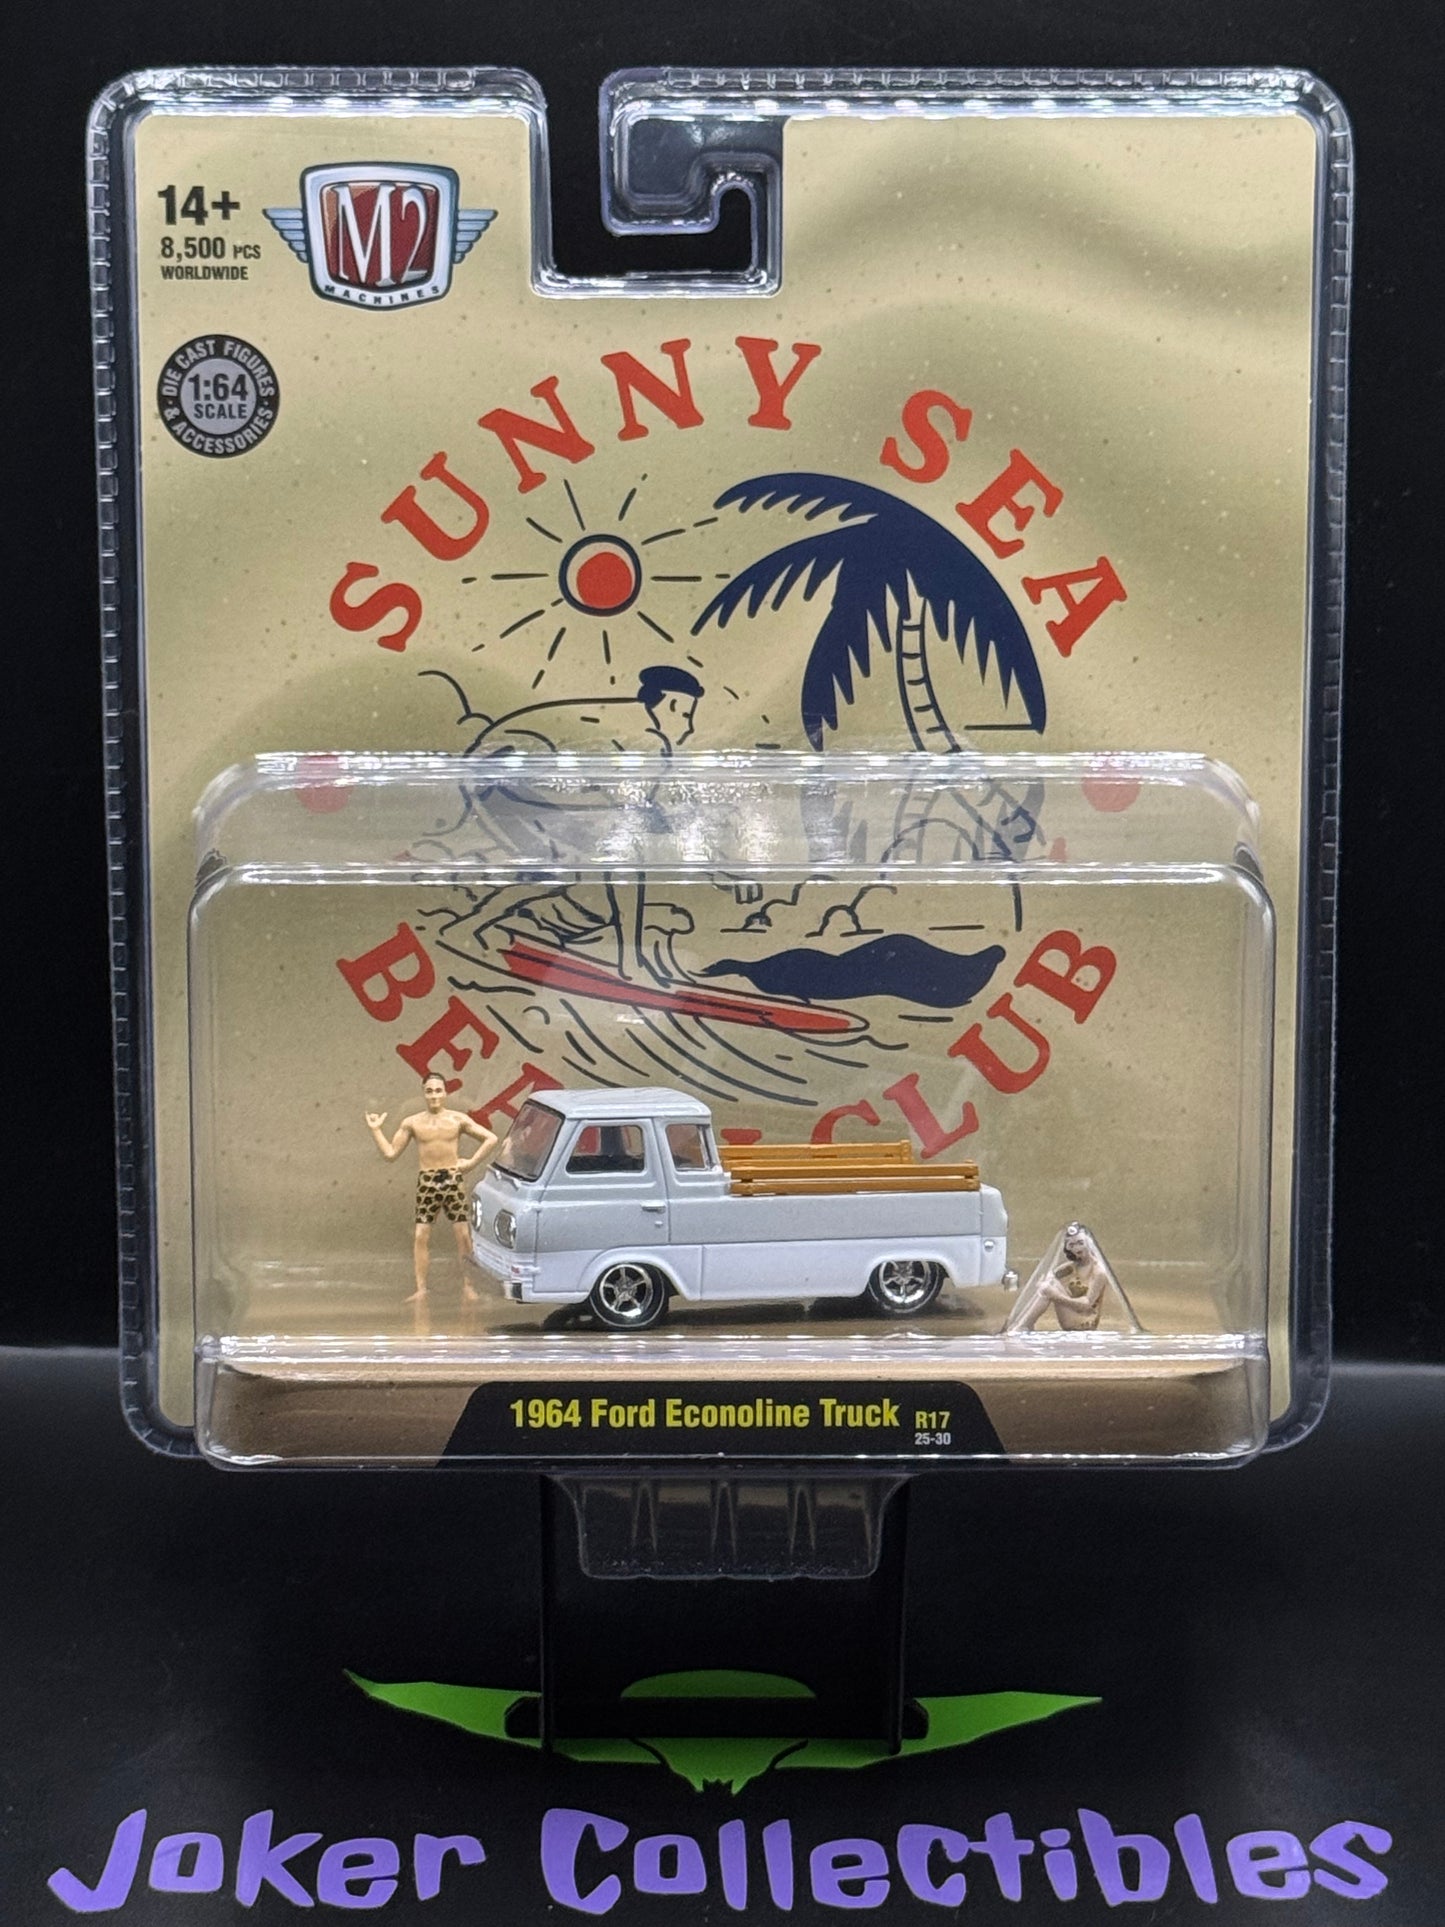 14+
8,500 PCS
WORLDWIDE
M2
MACHINES
DIE CAST FIGURES
1:64
SCALE
& ACCESSORIES
SUNNY SEA
BEACH CLUB
1964 Ford Econoline Truck R17
25-30
Joker Collectibles